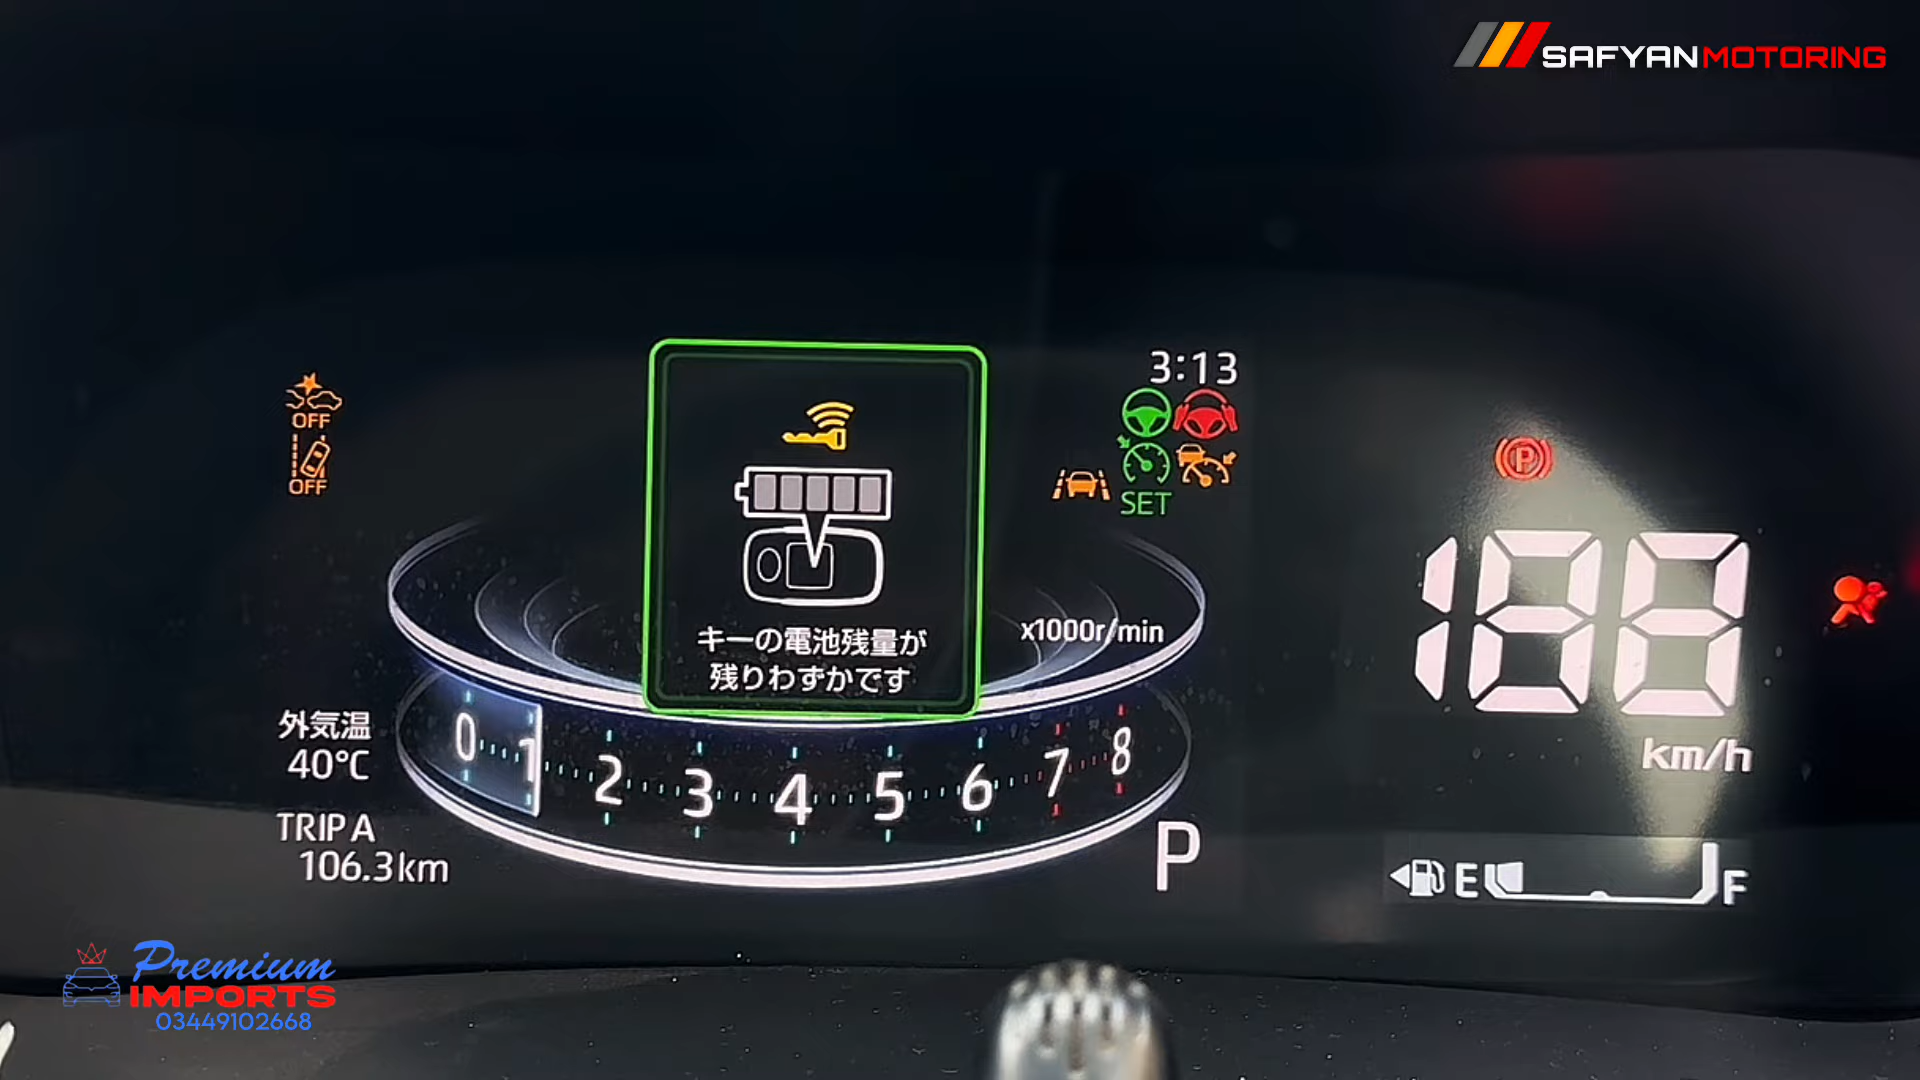 SAFYAN MOTORING
3:13
OFF
OFF
SET
P
キーの電池残量が
残りわずかです
x1000r/min
188
km/h
外気温
40°C
0 1 2 3 4 5 6 7 8
TRIP A
106.3km
P
E F
Premium
IMPORTS
03449102668